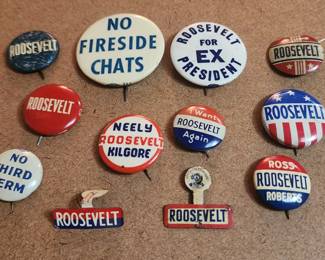 ROOSEVELT
NO
FIRESIDE
CHATS
ROOSEVELT
FOR
EX
PRESIDENT
ROOSEVELT
ROOSEVELT
NEELY
ROOSEVELT
KILGORE
I Want
ROOSEVELT
Again
ROOSEVELT
NO
THIRD
TERM
ROOSEVELT
ROOSEVELT
ROSS
ROOSEVELT
ROBERTS